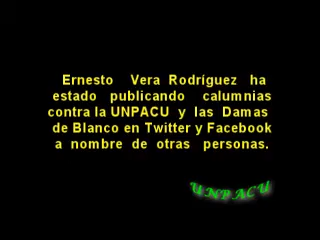 Ernesto Vera Rodríguez ha
estado publicando calumnias
contra la UNPACU y las Damas
de Blanco en Twitter y Facebook
a nombre de otras personas.
UNPACU